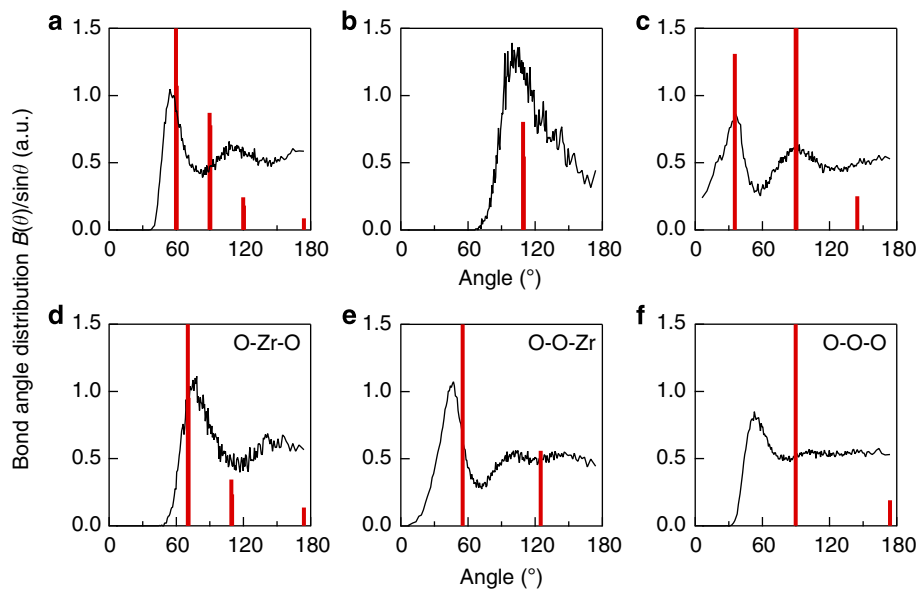 a b c
Bond angle distribution B(θ)/sinθ (a.u.)
1.5 1.5 1.5
1.0 1.0 1.0
0.5 0.5 0.5
0.0 0.0 0.0
0 60 120 180 0 60 120 180 0 60 120 180
Angle (°)
d e f
1.5 O-Zr-O 1.5 O-O-Zr 1.5 O-O-O
1.0 1.0 1.0
0.5 0.5 0.5
0.0 0.0 0.0
0 60 120 180 0 60 120 180 0 60 120 180
Angle (°)